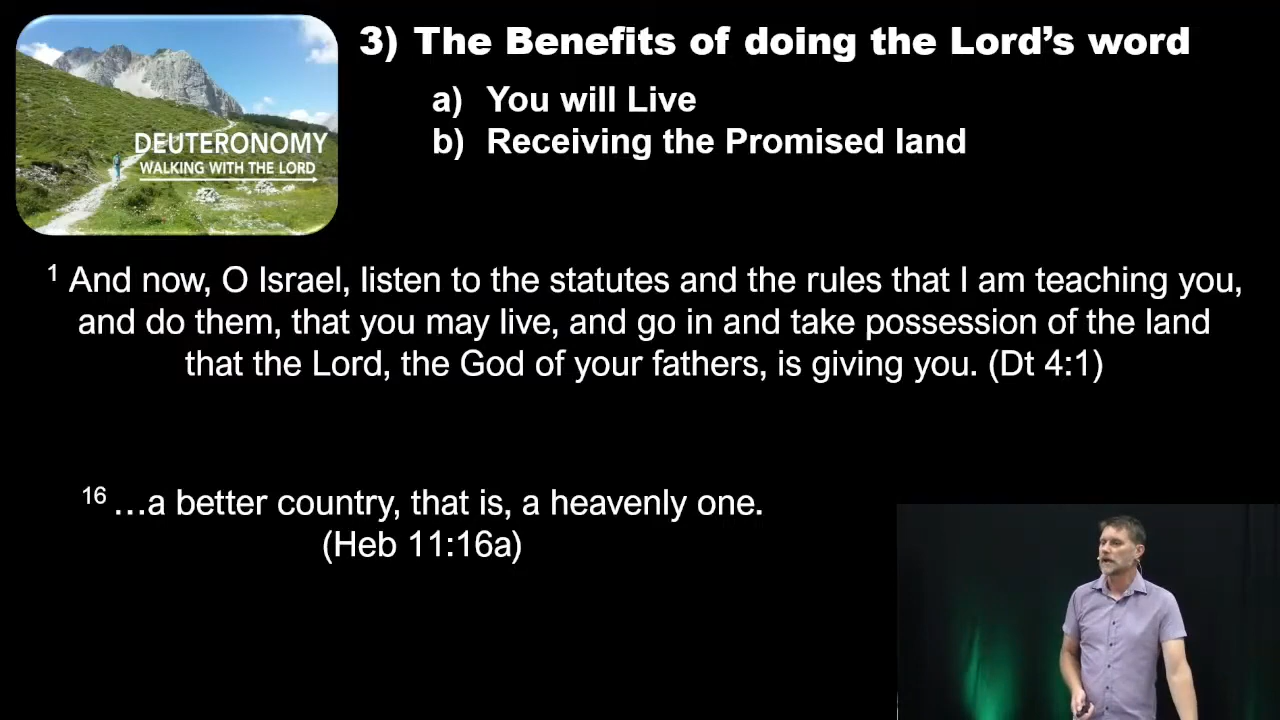 3) The Benefits of doing the Lord's word
a) You will Live
b) Receiving the Promised land
DEUTERONOMY
WALKING WITH THE LORD
1 And now, O Israel, listen to the statutes and the rules that I am teaching you,
and do them, that you may live, and go in and take possession of the land
that the Lord, the God of your fathers, is giving you. (Dt 4:1)
16 …a better country, that is, a heavenly one.
(Heb 11:16a)